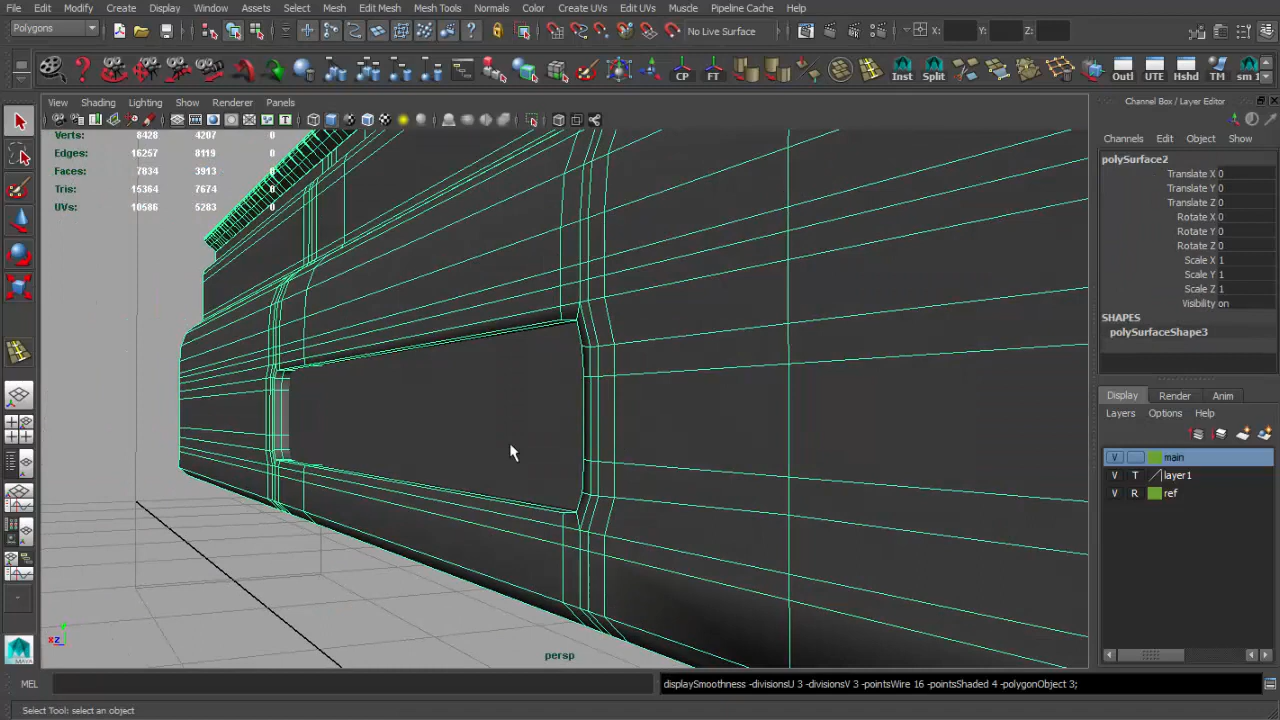 File Edit Modify Create Display Window Assets Select Mesh Edit Mesh Mesh Tools Normals Color Create UVs Edit UVs Muscle Pipeline Cache Help
Polygons No Live Surface X: Y: Z:
CP FT Inst Split Outl UTE Hshd TM sm 1
View Shading Lighting Show Renderer Panels
Channel Box / Layer Editor
Channels Edit Object Show
Verts: 8428 4207 0
Edges: 16257 8119 0
Faces: 7834 3913 0
Tris: 15364 7674 0
UVs: 10586 5283 0
polySurface2
Translate X 0
Translate Y 0
Translate Z 0
Rotate X 0
Rotate Y 0
Rotate Z 0
Scale X 1
Scale Y 1
Scale Z 1
Visibility on
SHAPES
polySurfaceShape3
Display Render Anim
Layers Options Help
V main
V T layer1
V R ref
persp
MEL displaySmoothness -divisionsU 3 -divisionsV 3 -pointsWire 16 -pointsShaded 4 -polygonObject 3;
Select Tool: select an object